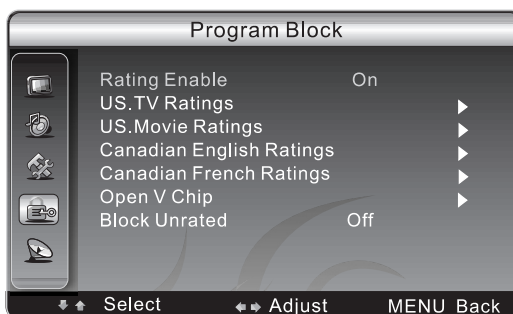 Program Block
Rating Enable On
US.TV Ratings
US.Movie Ratings
Canadian English Ratings
Canadian French Ratings
Open V Chip
Block Unrated Off
Select Adjust MENU Back